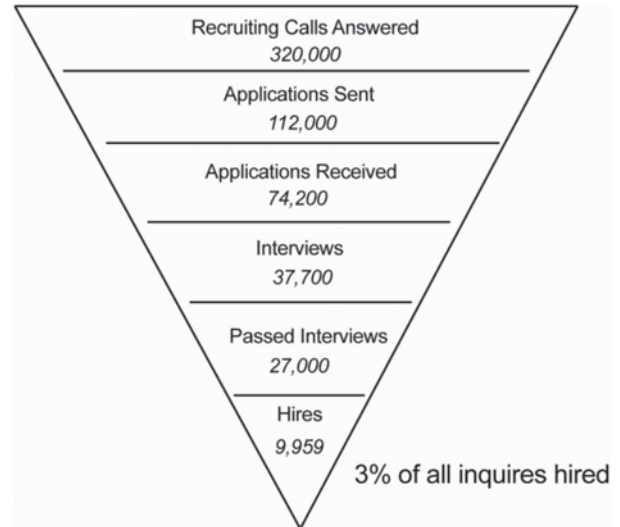 Recruiting Calls Answered
320,000
Applications Sent
112,000
Applications Received
74,200
Interviews
37,700
Passed Interviews
27,000
Hires
9,959
3% of all inquires hired